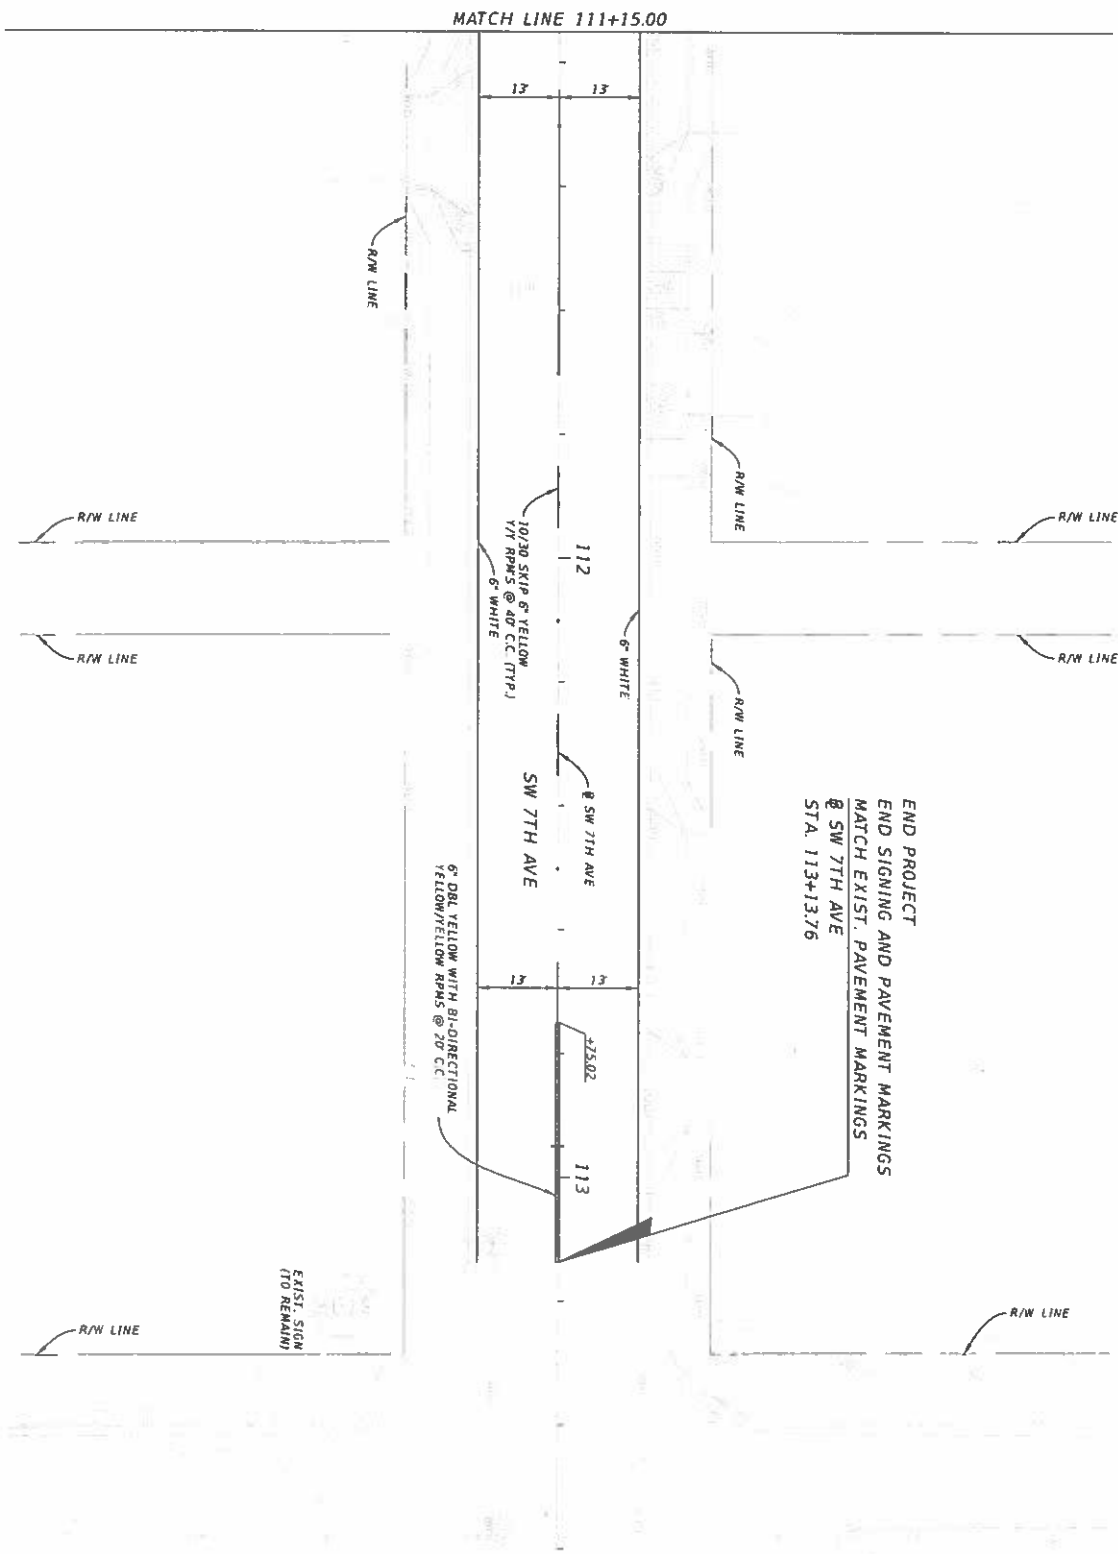 MATCH LINE 111+15.00
13'
13'
R/W LINE
R/W LINE
R/W LINE
R/W LINE
R/W LINE
R/W LINE
R/W LINE
R/W LINE
112
10/30 SKIP 6" YELLOW
Y/Y RPMS @ 40' C.C. (TYP.)
6" WHITE
6" WHITE
SW 7TH AVE
SW 7TH AVE
END PROJECT
END SIGNING AND PAVEMENT MARKINGS
MATCH EXIST. PAVEMENT MARKINGS
SW 7TH AVE
STA. 113+13.76
13'
13'
+75.02
6" DBL YELLOW WITH BI-DIRECTIONAL
YELLOW/YELLOW RPMS @ 20' C.C.
113
EXIST. SIGN
(TO REMAIN)
R/W LINE
R/W LINE